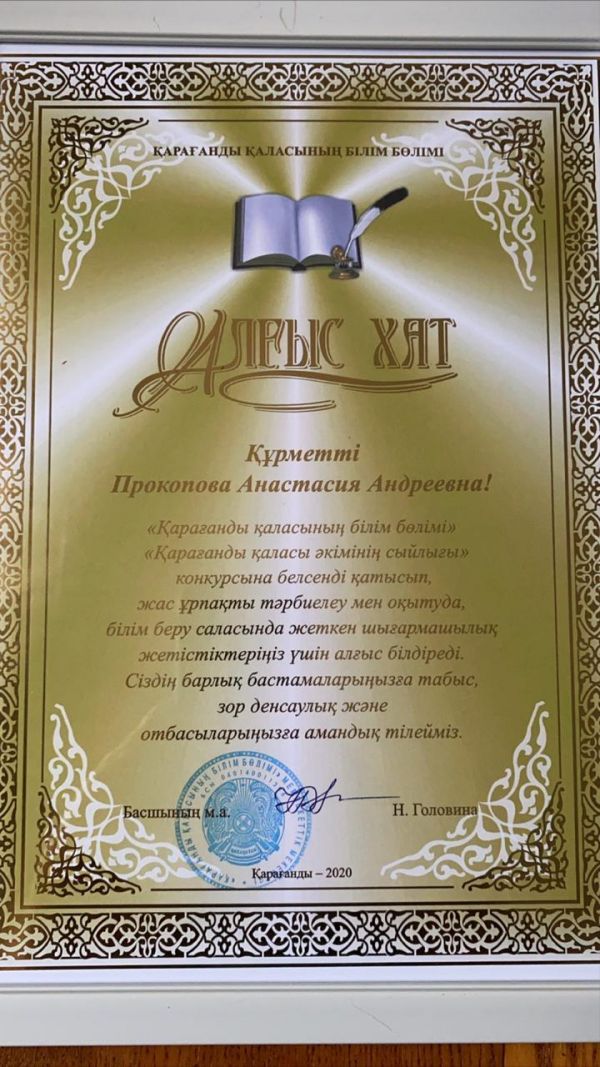 ҚАРАҒАНДЫ ҚАЛАСЫНЫҢ БІЛІМ БӨЛІМІ
АЛҒЫС ХАТ
Құрметті
Прокопова Анастасия Андреевна!
«Қарағанды қаласының білім бөлімі»
«Қарағанды қаласы әкімінің сыйлығы»
конкурсына белсенді қатысып,
жас ұрпақты тәрбиелеу мен оқытуда,
білім беру саласында жеткен шығармашылық
жетістіктеріңіз үшін алғыс білдіреді.
Сіздің барлық бастамаларыңызға табыс,
зор денсаулық және
отбасыларыңызға амандық тілейміз.
Басшының м.а. Н. Головина
Қарағанды – 2020